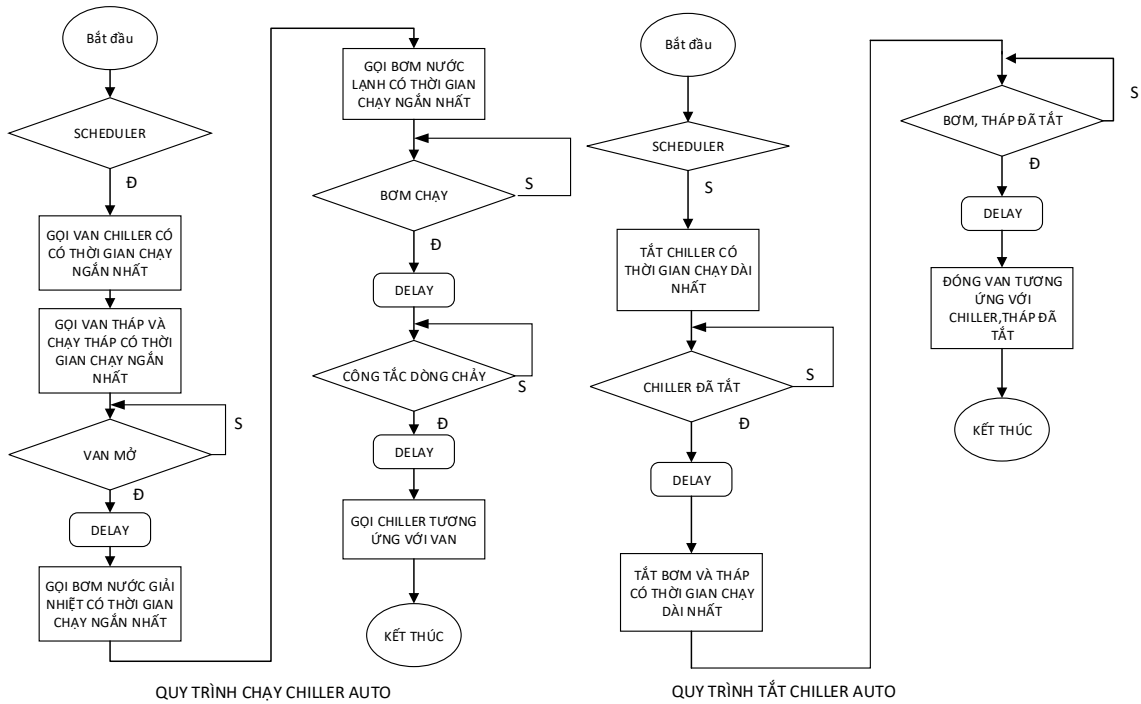 Bắt đầu
SCHEDULER
Đ
GỌI VAN CHILLER CÓ
CÓ THỜI GIAN CHẠY
NGẮN NHẤT
GỌI VAN THÁP VÀ
CHẠY THÁP CÓ THỜI
GIAN CHẠY NGẮN
NHẤT
S
VAN MỞ
Đ
DELAY
GỌI BƠM NƯỚC GIẢI
NHIỆT CÓ THỜI GIAN
CHẠY NGẮN NHẤT
GỌI BƠM NƯỚC
LẠNH CÓ THỜI GIAN
CHẠY NGẮN NHẤT
BƠM CHẠY
S
Đ
DELAY
CÔNG TẮC DÒNG CHẢY
S
Đ
DELAY
GỌI CHILLER TƯƠNG
ỨNG VỚI VAN
KẾT THÚC
QUY TRÌNH CHẠY CHILLER AUTO
Bắt đầu
SCHEDULER
S
TẮT CHILLER CÓ
THỜI GIAN CHẠY DÀI
NHẤT
CHILLER ĐÃ TẮT
S
Đ
DELAY
TẮT BƠM VÀ THÁP
CÓ THỜI GIAN CHẠY
DÀI NHẤT
S
BƠM, THÁP ĐÃ TẮT
Đ
DELAY
ĐÓNG VAN TƯƠNG
ỨNG VỚI
CHILLER,THÁP ĐÃ
TẮT
KẾT THÚC
QUY TRÌNH TẮT CHILLER AUTO